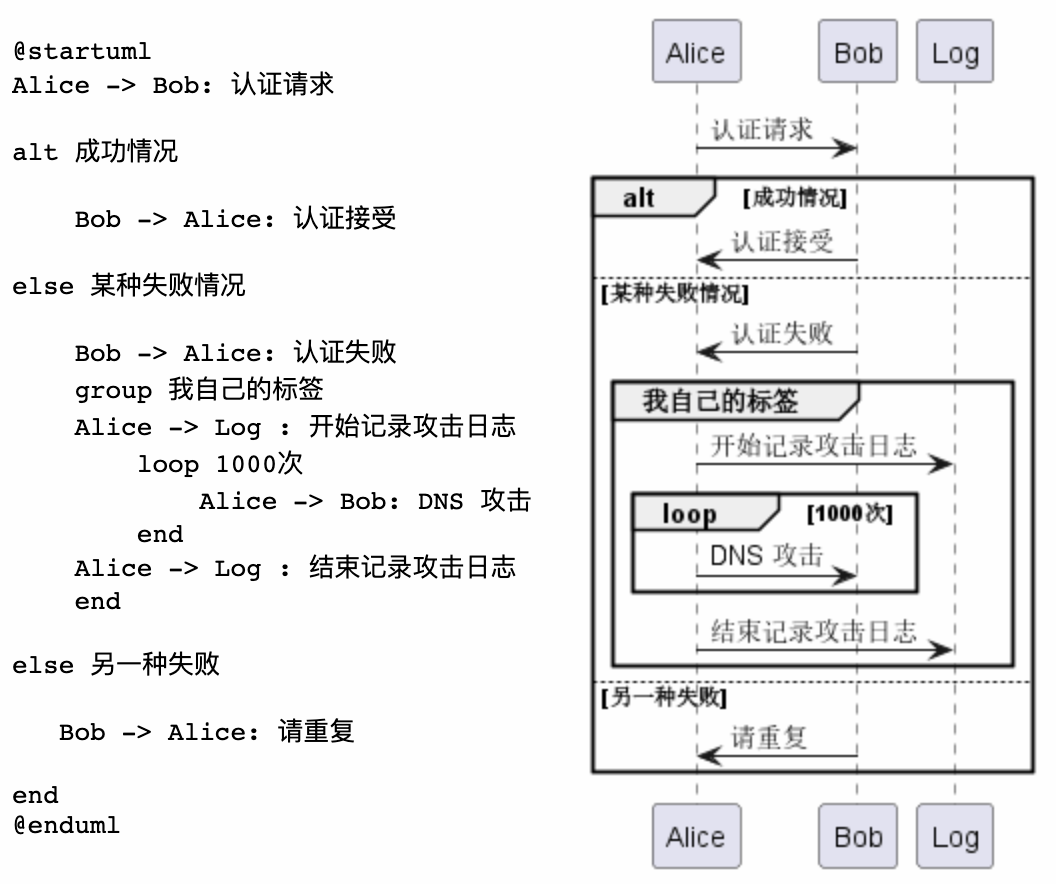 @startuml
Alice -> Bob: 认证请求
alt 成功情况
Bob -> Alice: 认证接受
else 某种失败情况
Bob -> Alice: 认证失败
group 我自己的标签
Alice -> Log : 开始记录攻击日志
loop 1000次
Alice -> Bob: DNS 攻击
end
Alice -> Log : 结束记录攻击日志
end
else 另一种失败
Bob -> Alice: 请重复
end
@enduml
Alice Bob Log
认证请求
alt [成功情况]
认证接受
[某种失败情况]
认证失败
我自己的标签
开始记录攻击日志
loop [1000次]
DNS 攻击
结束记录攻击日志
[另一种失败]
请重复
Alice Bob Log